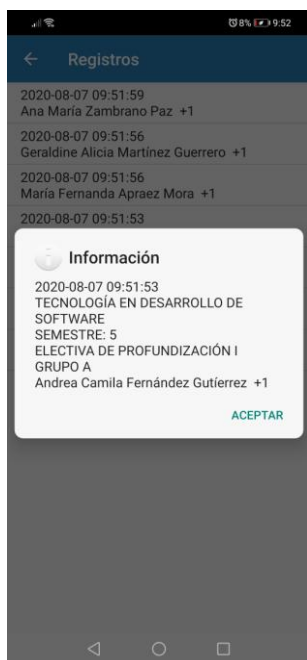 8% 9:52
Registros
2020-08-07 09:51:59
Ana María Zambrano Paz +1
2020-08-07 09:51:56
Geraldine Alicia Martínez Guerrero +1
2020-08-07 09:51:56
María Fernanda Apraez Mora +1
2020-08-07 09:51:53
Información
2020-08-07 09:51:53
TECNOLOGÍA EN DESARROLLO DE
SOFTWARE
SEMESTRE: 5
ELECTIVA DE PROFUNDIZACIÓN I
GRUPO A
Andrea Camila Fernández Gutíerrez +1
ACEPTAR